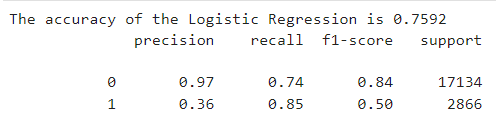 The accuracy of the Logistic Regression is 0.7592
precision recall f1-score support
0 0.97 0.74 0.84 17134
1 0.36 0.85 0.50 2866